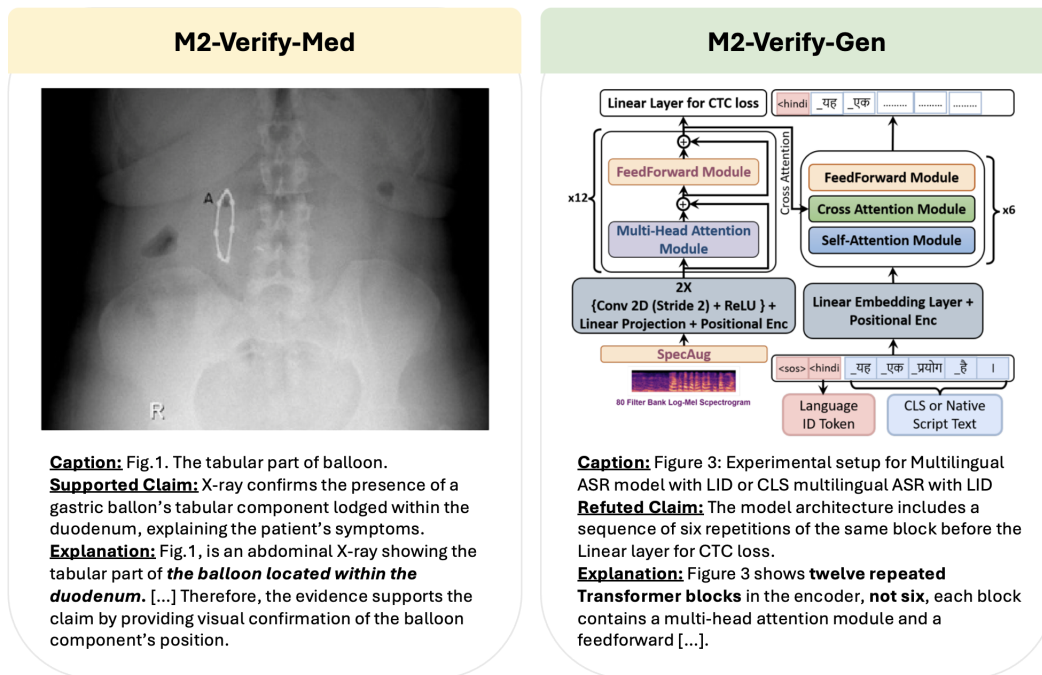 M2-Verify-Med
A
R
Caption: Fig.1. The tabular part of balloon.
Supported Claim: X-ray confirms the presence of a
gastric ballon’s tabular component lodged within the
duodenum, explaining the patient’s symptoms.
Explanation: Fig.1, is an abdominal X-ray showing the
tabular part of the balloon located within the
duodenum. [...] Therefore, the evidence supports the
claim by providing visual confirmation of the balloon
component’s position.
M2-Verify-Gen
Linear Layer for CTC loss
x12
FeedForward Module
Multi-Head Attention
Module
2X
{Conv 2D (Stride 2) + ReLU } +
Linear Projection + Positional Enc
SpecAug
80 Filter Bank Log-Mel Scpectrogram
Cross Attention
<hindi _यह _एक ......... ......... .........
FeedForward Module
Cross Attention Module
Self-Attention Module
x6
Linear Embedding Layer +
Positional Enc
<sos> <hindi _यह _एक _प्रयोग _है ।
Language
ID Token
CLS or Native
Script Text
Caption: Figure 3: Experimental setup for Multilingual
ASR model with LID or CLS multilingual ASR with LID
Refuted Claim: The model architecture includes a
sequence of six repetitions of the same block before the
Linear layer for CTC loss.
Explanation: Figure 3 shows twelve repeated
Transformer blocks in the encoder, not six, each block
contains a multi-head attention module and a
feedforward [...].